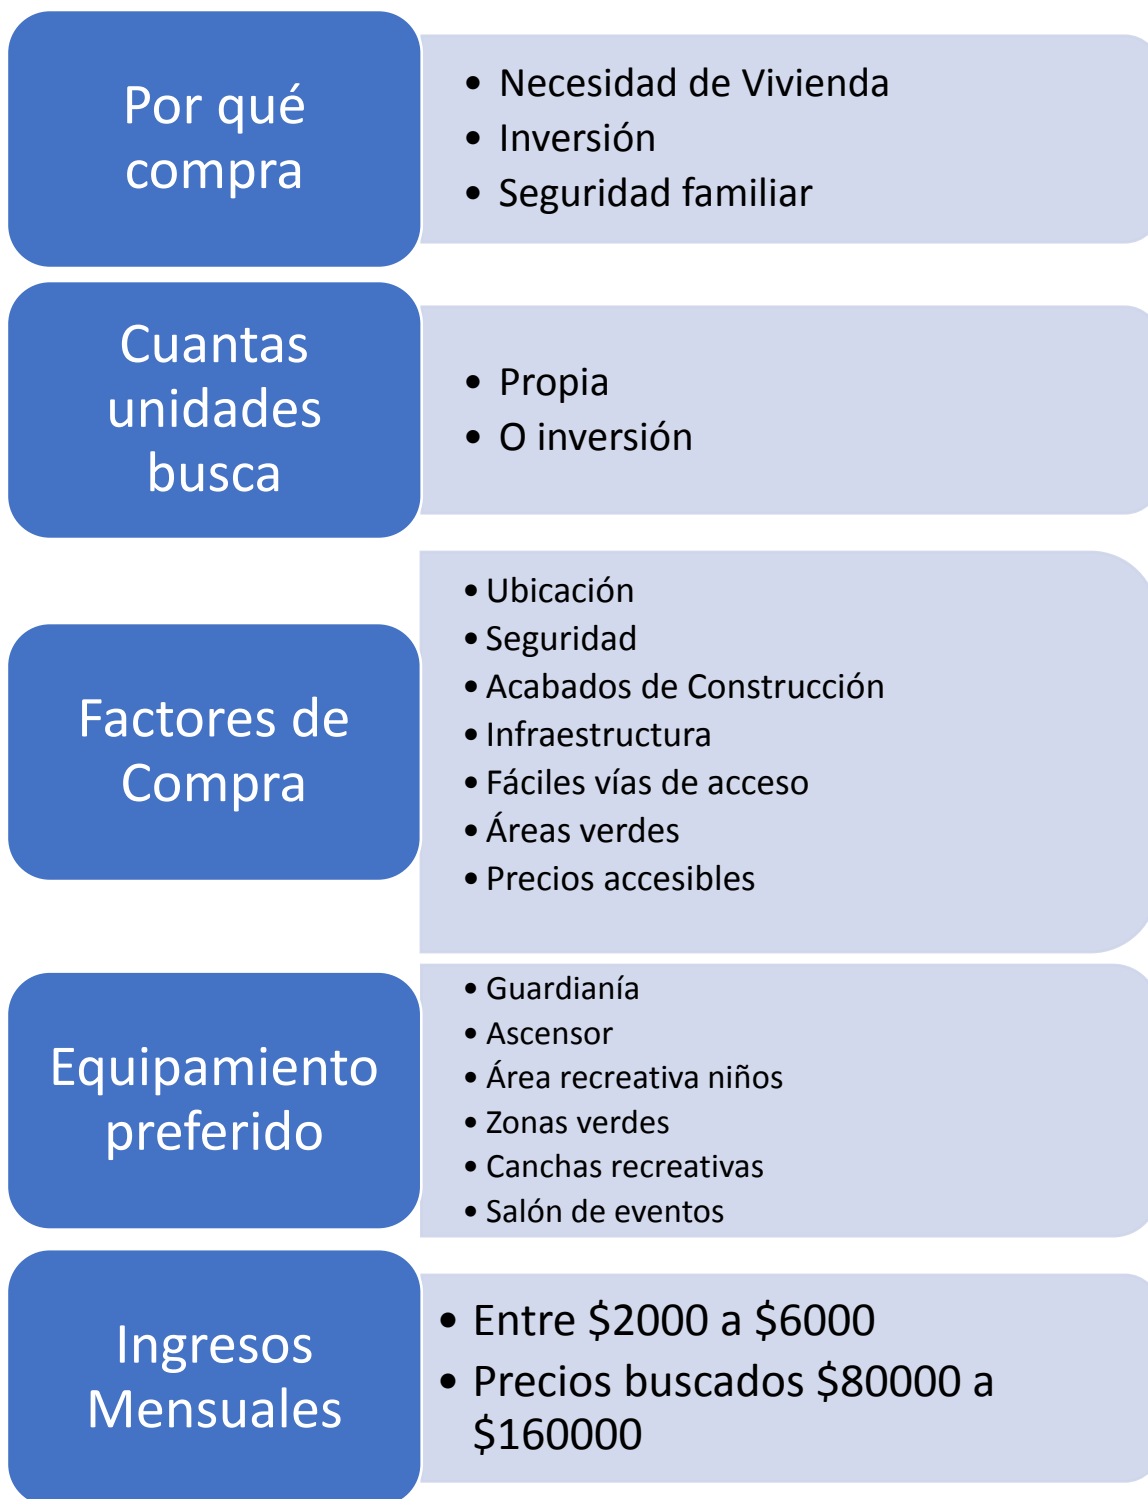 Por qué
compra
• Necesidad de Vivienda
• Inversión
• Seguridad familiar
Cuantas
unidades
busca
• Propia
• O inversión
Factores de
Compra
• Ubicación
• Seguridad
• Acabados de Construcción
• Infraestructura
• Fáciles vías de acceso
• Áreas verdes
• Precios accesibles
Equipamiento
preferido
• Guardianía
• Ascensor
• Área recreativa niños
• Zonas verdes
• Canchas recreativas
• Salón de eventos
Ingresos
Mensuales
• Entre $2000 a $6000
• Precios buscados $80000 a
$160000